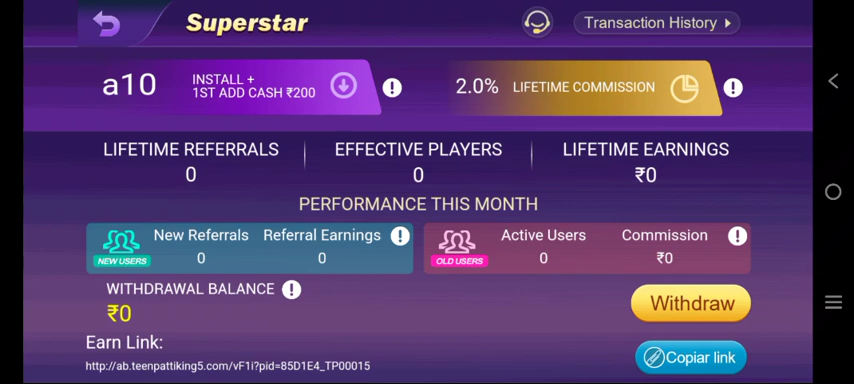 Superstar
Transaction History
a10
INSTALL +
1ST ADD CASH ₹200
2.0% LIFETIME COMMISSION
LIFETIME REFERRALS
0
EFFECTIVE PLAYERS
0
LIFETIME EARNINGS
₹0
PERFORMANCE THIS MONTH
NEW USERS
New Referrals
0
Referral Earnings
0
OLD USERS
Active Users
0
Commission
₹0
WITHDRAWAL BALANCE
₹0
Withdraw
Earn Link:
http://ab.teenpattiking5.com/vF1i?pid=85D1E4_TP00015
Copiar link